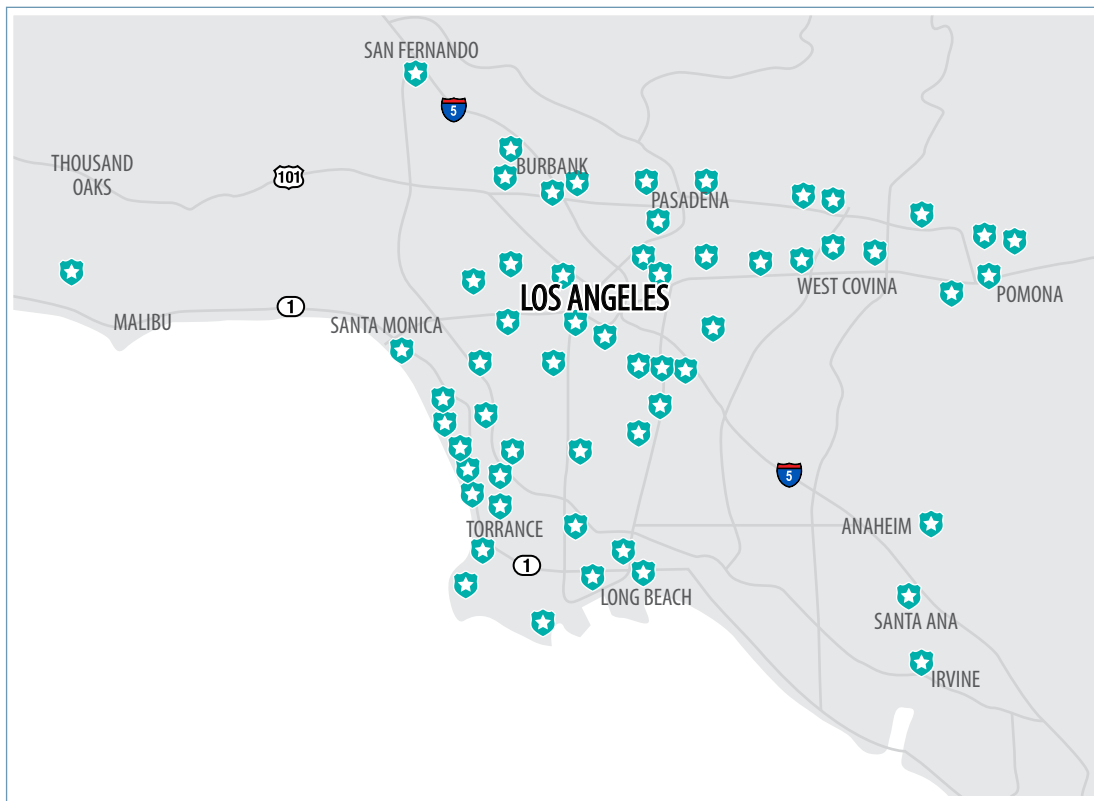 SAN FERNANDO
5
THOUSAND
OAKS
101
BURBANK
PASADENA
WEST COVINA
POMONA
LOS ANGELES
MALIBU
1
SANTA MONICA
5
TORRANCE
ANAHEIM
1
LONG BEACH
SANTA ANA
IRVINE